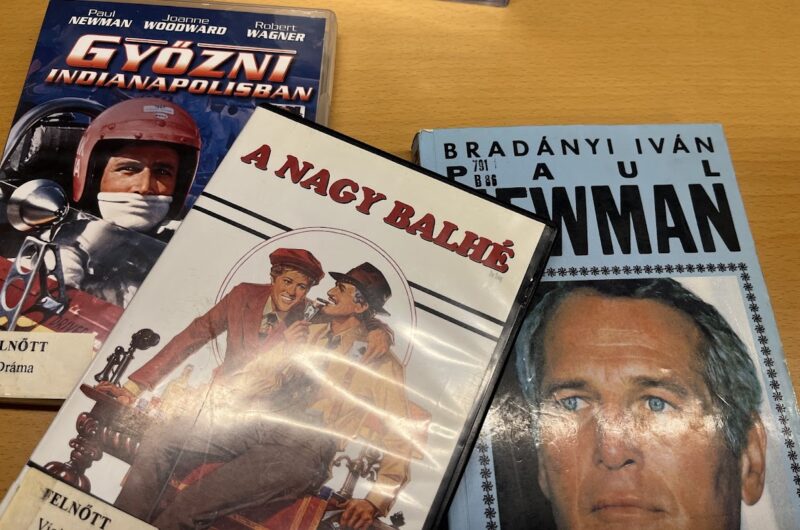 Paul NEWMAN
Joanne WOODWARD
Robert WAGNER
GYŐZNI
INDIANAPOLISBAN
FELNŐTT
Dráma
A NAGY BALHÉ
FELNŐTT
BRADÁNYI IVÁN
PAUL
791
B 86
NEWMAN